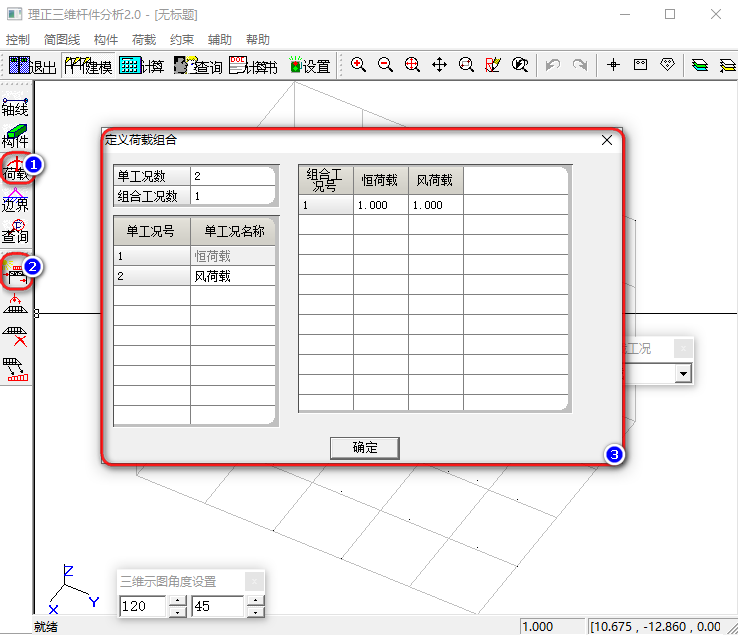 理正三维杆件分析2.0 - [无标题]
控制 简图线 构件 荷载 约束 互动 辅助 帮助
退出 建模 计算 查询 DOC 计算书 设置
轴线
构件
荷载 1
边界
查询
2
定义荷载组合
单工况数 2
组合工况数 1
单工况号 单工况名称
1 恒荷载
2 风荷载
组合工况号 恒荷载 风荷载
1 1.000 1.000
确定
3
工况
三维示图角度设置
120 45
Z
X Y
就绪 1.000 [10.675 , -12.860 , 0.00